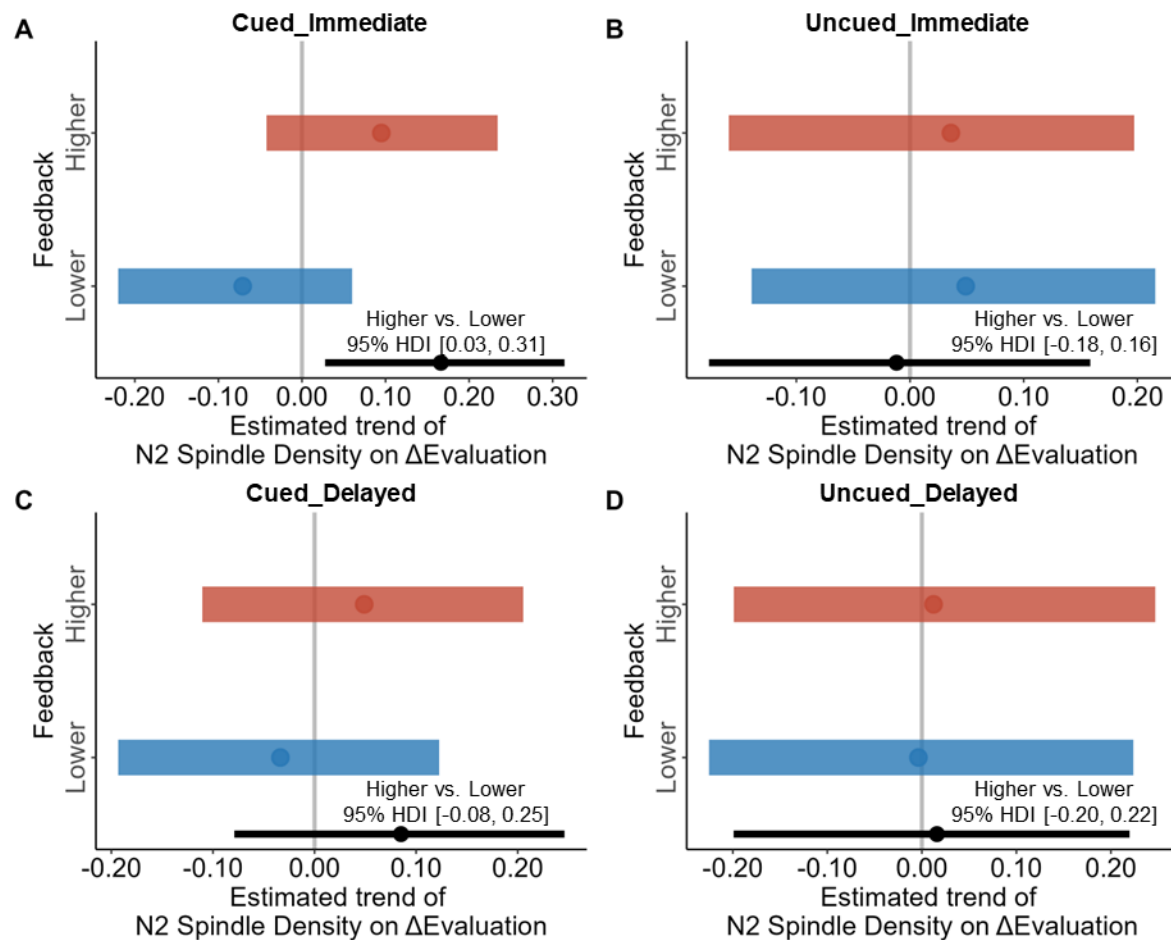 A
Cued_Immediate
Feedback
Higher
Lower
Higher vs. Lower
95% HDI [0.03, 0.31]
-0.20 -0.10 0.00 0.10 0.20 0.30
Estimated trend of
N2 Spindle Density on ΔEvaluation
B
Uncued_Immediate
Feedback
Higher
Lower
Higher vs. Lower
95% HDI [-0.18, 0.16]
-0.10 0.00 0.10 0.20
Estimated trend of
N2 Spindle Density on ΔEvaluation
C
Cued_Delayed
Feedback
Higher
Lower
Higher vs. Lower
95% HDI [-0.08, 0.25]
-0.20 -0.10 0.00 0.10 0.20
Estimated trend of
N2 Spindle Density on ΔEvaluation
D
Uncued_Delayed
Feedback
Higher
Lower
Higher vs. Lower
95% HDI [-0.20, 0.22]
-0.20 -0.10 0.00 0.10 0.20
Estimated trend of
N2 Spindle Density on ΔEvaluation